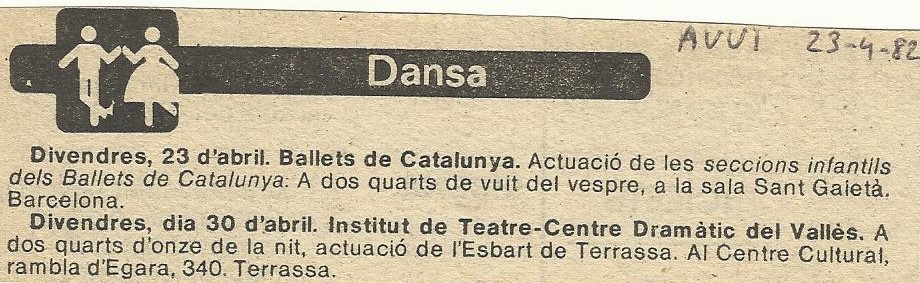 AVUI 23-4-82
Dansa
Divendres, 23 d'abril. Ballets de Catalunya. Actuació de les seccions infantils
dels Ballets de Catalunya. A dos quarts de vuit del vespre, a la sala Sant Gaietà.
Barcelona.
Divendres, dia 30 d'abril. Institut de Teatre-Centre Dramàtic del Vallès. A
dos quarts d'onze de la nit, actuació de l'Esbart de Terrassa. Al Centre Cultural,
rambla d'Egara, 340. Terrassa.